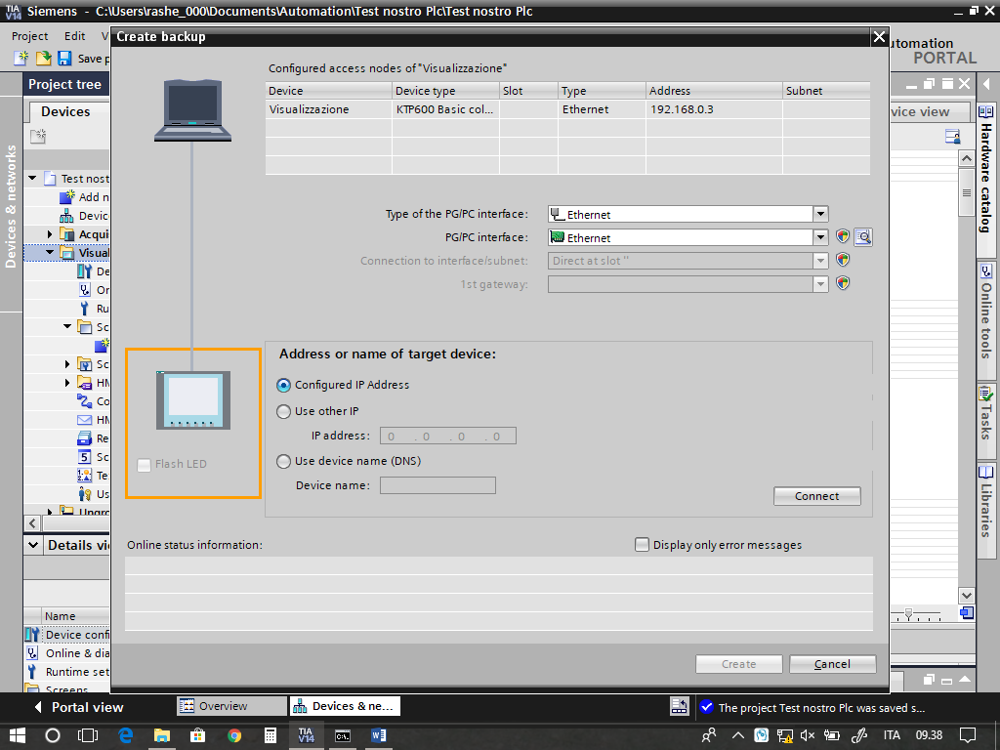 TIA V14 Siemens - C:\Users\rashe_000\Documents\Automation\Test nostro Plc\Test nostro Plc
Project Edit V
utomation
PORTAL
Save p
Create backup
Project tree
Devices
Devices & networks
Test nost
Add n
Devic
Acqui
Visual
De
On
Ru
Sc
Sc
HM
Co
HM
Re
5 Sc
Te
Us
Upgra
Details vie
Name
Device confi
Online & dia
Runtime set
Screens
Configured access nodes of "Visualizzazione"
Device Device type Slot Type Address Subnet
Visualizzazione KTP600 Basic col... Ethernet 192.168.0.3
Type of the PG/PC interface: Ethernet
PG/PC interface: Ethernet
Connection to interface/subnet: Direct at slot ''
1st gateway:
Flash LED
Address or name of target device:
Configured IP Address
Use other IP
IP address: 0 . 0 . 0 . 0
Use device name (DNS)
Device name:
Connect
Online status information: Display only error messages
Create Cancel
vice view
Hardware catalog
Online tools
Tasks
Libraries
Portal view Overview Devices & ne... The project Test nostro Plc was saved s...
TIA V14 C:\ W ITA 09.38